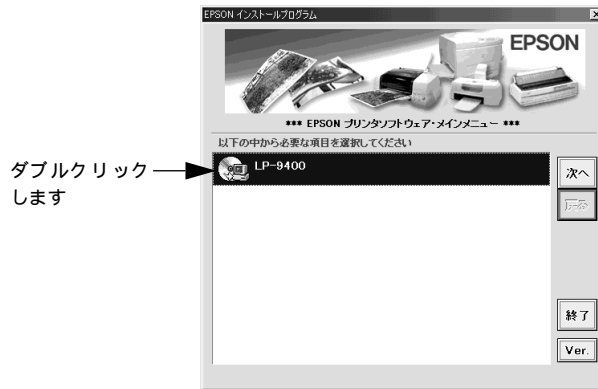 EPSON インストールプログラム
EPSON
*** EPSON プリンタソフトウェア・メインメニュー ***
以下の中から必要な項目を選択してください
ダブルクリック
します
LP-9400
次へ
戻る
終了
Ver.